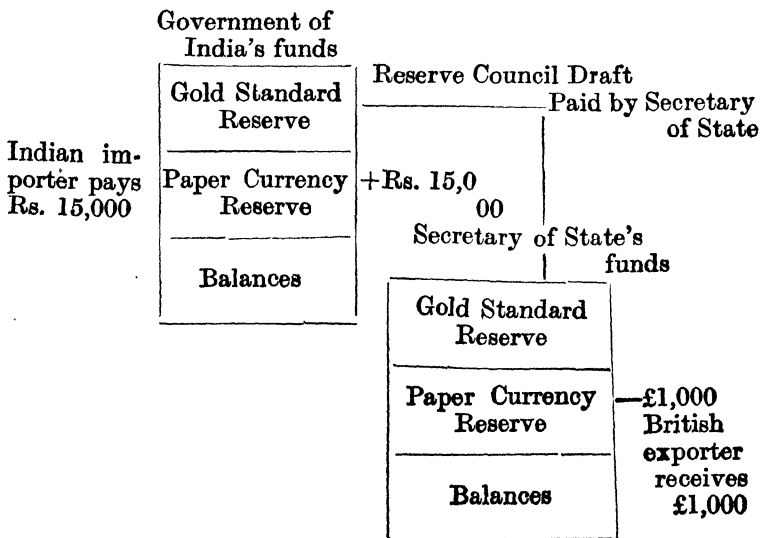 Government of
India's funds
Reserve Council Draft
Gold Standard
Reserve
Paid by Secretary
of State
Indian im-
porter pays
Rs. 15,000
Paper Currency
Reserve
+Rs. 15,0
00
Secretary of State's
funds
Balances
Gold Standard
Reserve
Paper Currency
Reserve
—£1,000
British
exporter
receives
£1,000
Balances